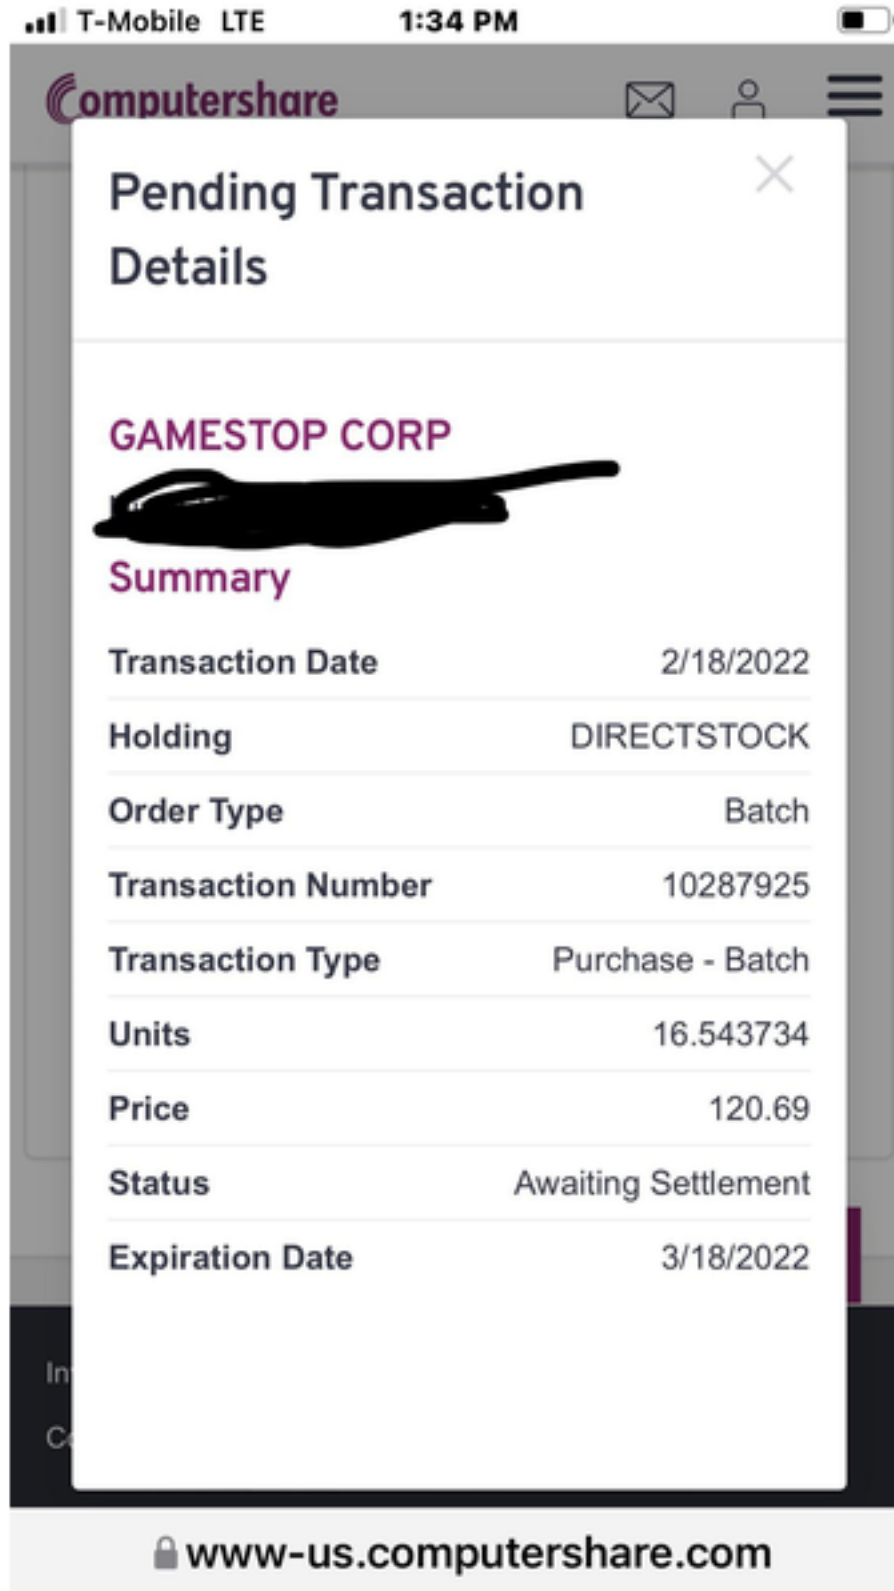 T-Mobile LTE 1:34 PM
Computershare
Pending Transaction
Details
GAMESTOP CORP
Summary
Transaction Date 2/18/2022
Holding DIRECTSTOCK
Order Type Batch
Transaction Number 10287925
Transaction Type Purchase - Batch
Units 16.543734
Price 120.69
Status Awaiting Settlement
Expiration Date 3/18/2022
www-us.computershare.com